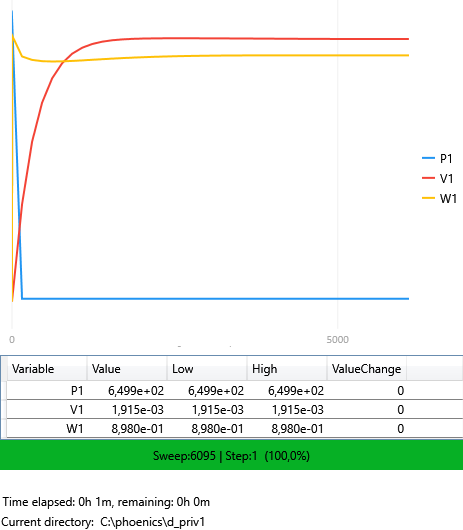 P1
V1
W1
0 5000
Variable Value Low High ValueChange
P1 6,499e+02 6,499e+02 6,499e+02 0
V1 1,915e-03 1,915e-03 1,915e-03 0
W1 8,980e-01 8,980e-01 8,980e-01 0
Sweep:6095 | Step:1 (100,0%)
Time elapsed: 0h 1m, remaining: 0h 0m
Current directory: C:\phoenics\d_priv1